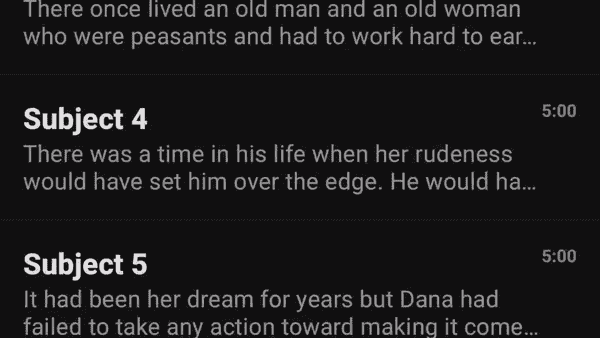 There once lived an old man and an old woman
who were peasants and had to work hard to ear...
Subject 4
5:00
There was a time in his life when her rudeness
would have set him over the edge. He would ha...
Subject 5
5:00
It had been her dream for years but Dana had
failed to take any action toward making it come...